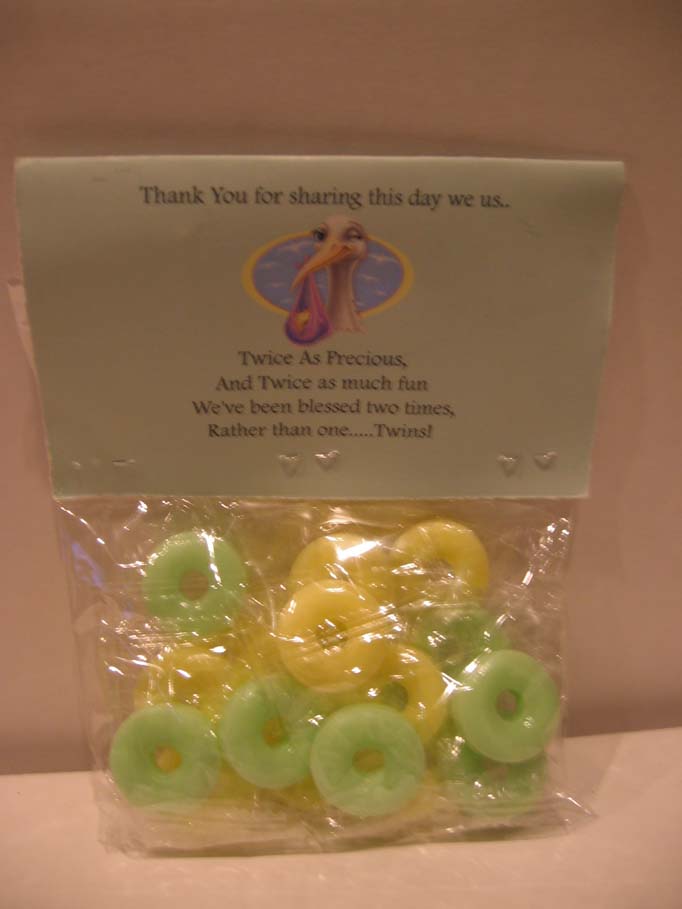 Thank You for sharing this day we us..
Twice As Precious,
And Twice as much fun
We've been blessed two times,
Rather than one.....Twins!